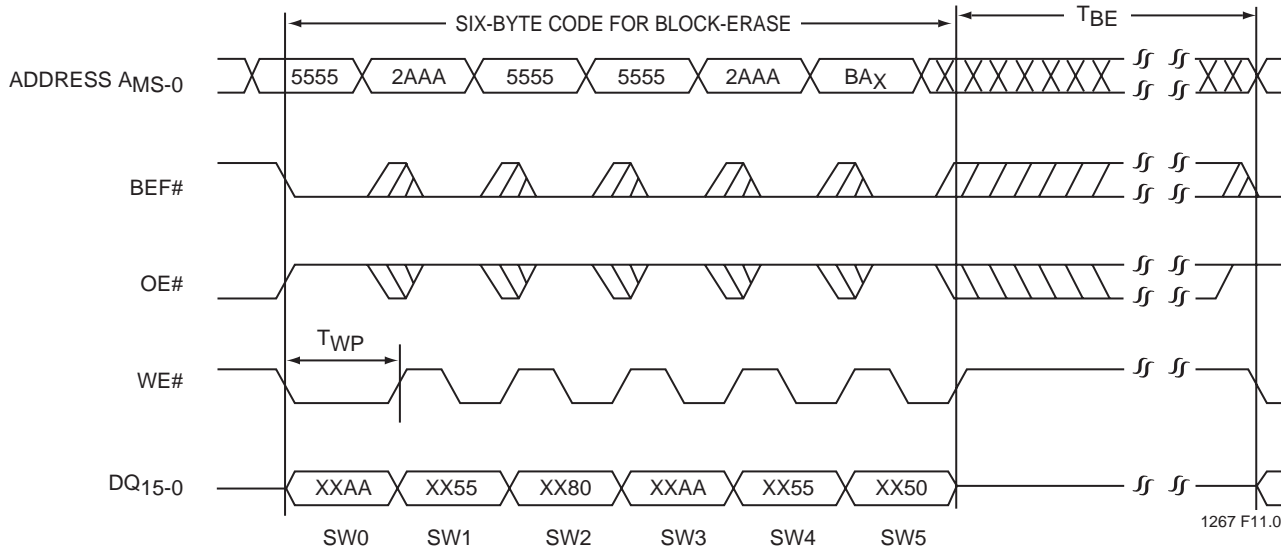 SIX-BYTE CODE FOR BLOCK-ERASE TBE
ADDRESS AMS-0 5555 2AAA 5555 5555 2AAA BAX
BEF#
OE#
TWP
WE#
DQ15-0 XXAA XX55 XX80 XXAA XX55 XX50
SW0 SW1 SW2 SW3 SW4 SW5
1267 F11.0